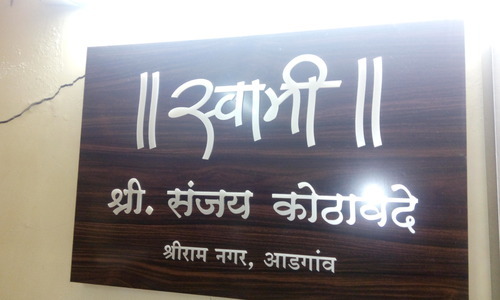 || स्वामी ||
श्री. संजय कोठावदे
श्रीराम नगर, आडगांव